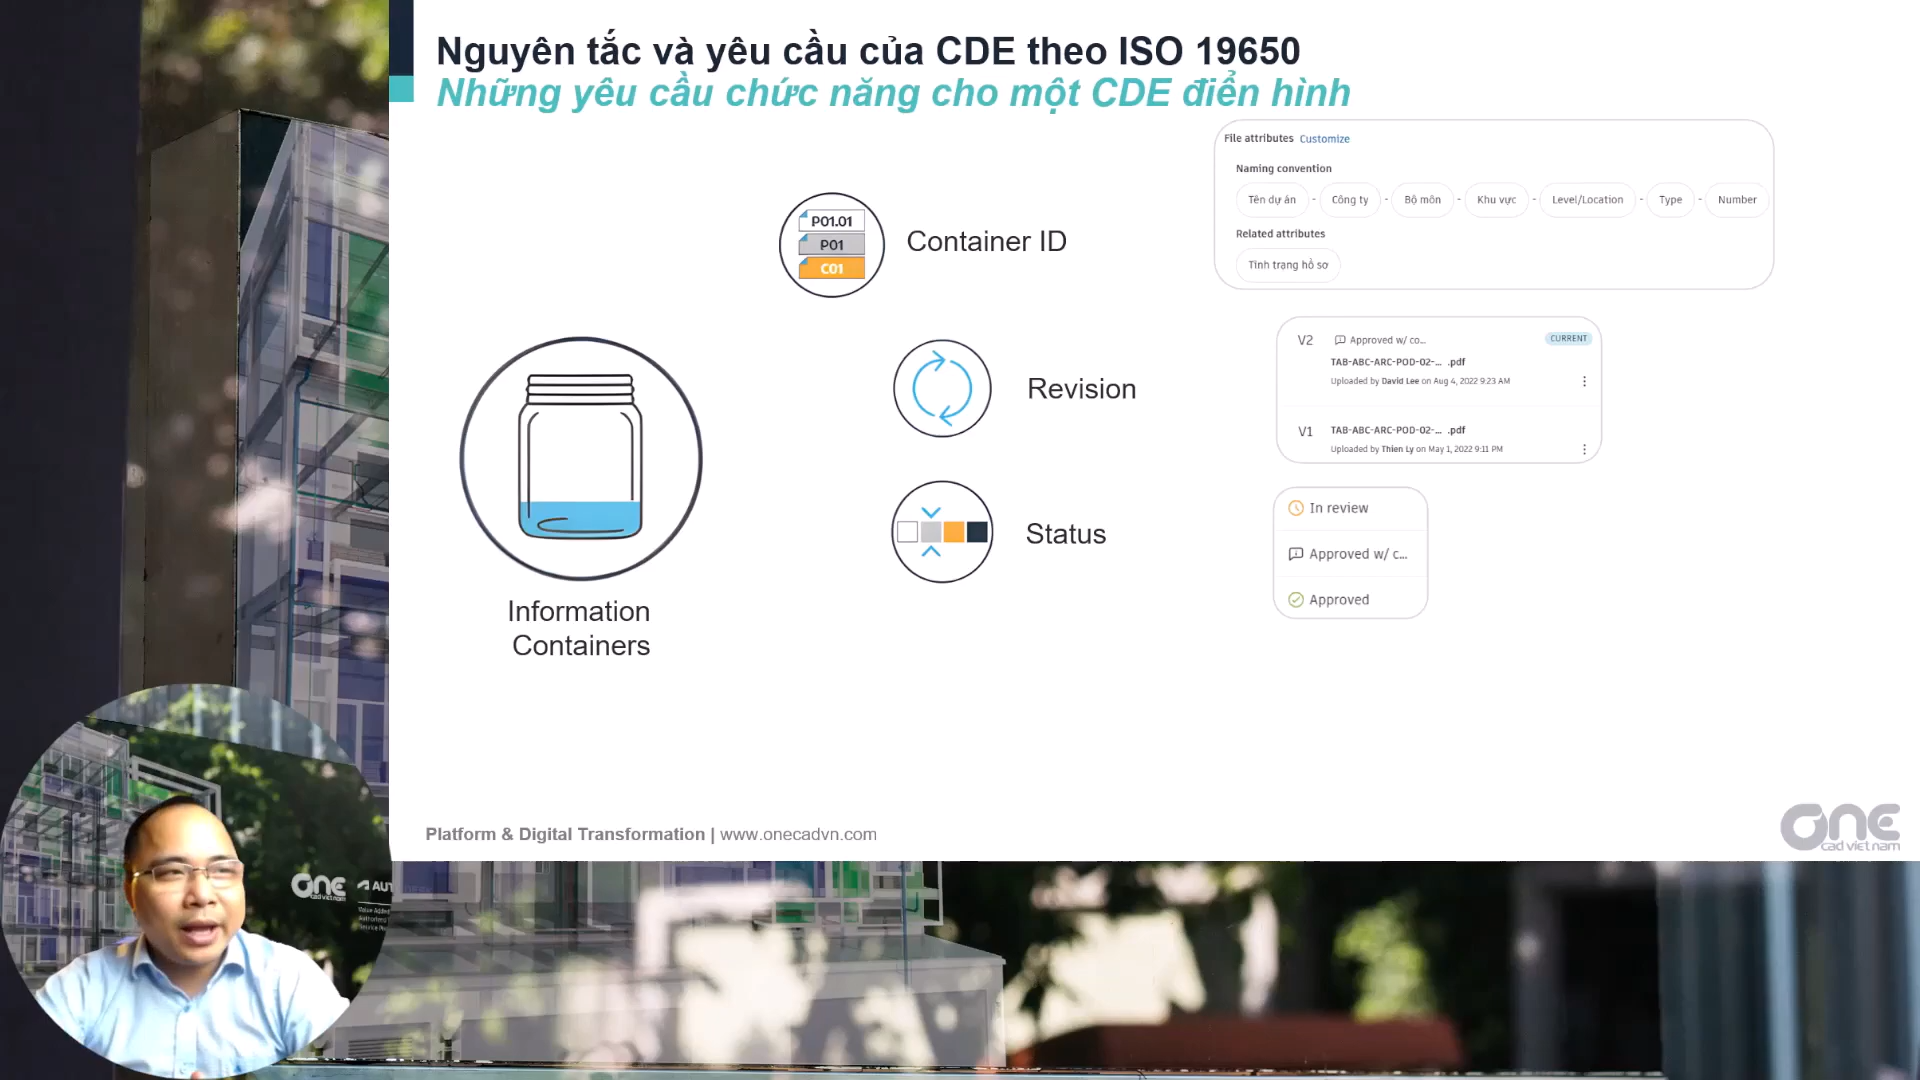 Nguyên tắc và yêu cầu của CDE theo ISO 19650
Những yêu cầu chức năng cho một CDE điển hình
File attributes Customize
Naming convention
Tên dự án - Công ty - Bộ môn - Khu vực - Level/Location - Type - Number
Related attributes
Tình trạng hồ sơ
P01.01
P01
C01
Container ID
Revision
V2 Approved w/ co... CURRENT
TAB-ABC-ARC-POD-02-... .pdf
Uploaded by David Lee on Aug 4, 2022 9:23 AM
V1 TAB-ABC-ARC-POD-02-... .pdf
Uploaded by Thien Ly on May 1, 2022 9:11 PM
Status
In review
Approved w/ c...
Approved
Information
Containers
Platform & Digital Transformation | www.onecadvn.com
one
cad viet nam
one
cad viet nam
AUT